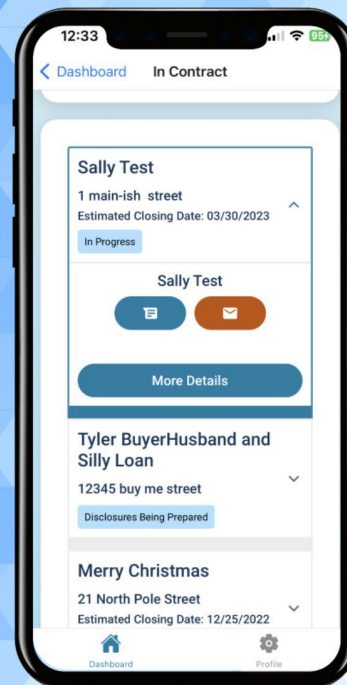 12:33
95+
Dashboard
In Contract
Sally Test
1 main-ish street
Estimated Closing Date: 03/30/2023
In Progress
Sally Test
More Details
Tyler BuyerHusband and
Silly Loan
12345 buy me street
Disclosures Being Prepared
Merry Christmas
21 North Pole Street
Estimated Closing Date: 12/25/2022
Dashboard
Profile